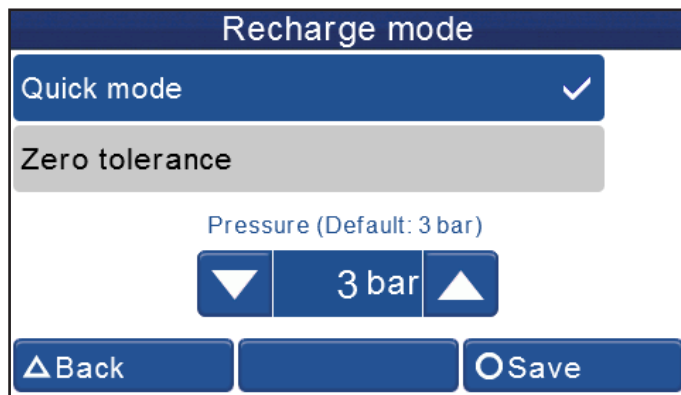 Recharge mode
Quick mode
Zero tolerance
Pressure (Default: 3 bar)
3 bar
Back
Save